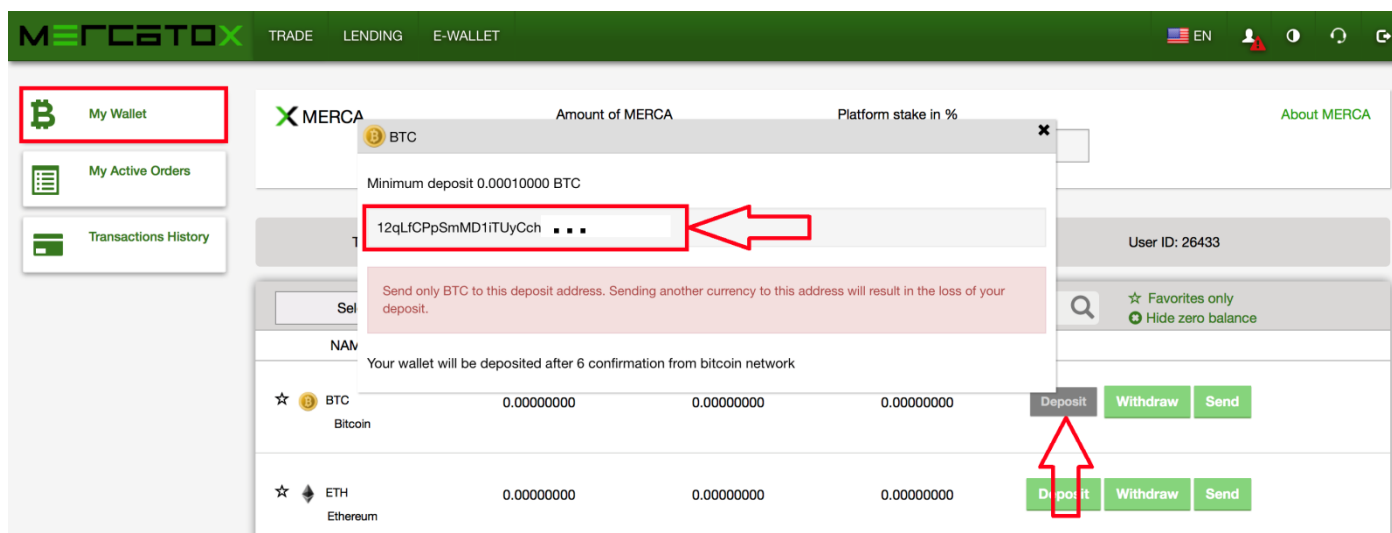 MERCATOX TRADE LENDING E-WALLET EN
My Wallet
My Active Orders
Transactions History
MERCA Amount of MERCA Platform stake in % About MERCA
BTC
Minimum deposit 0.00010000 BTC
12qLfCPpSmMD1iTUyCch ...
User ID: 26433
Send only BTC to this deposit address. Sending another currency to this address will result in the loss of your
deposit.
Favorites only
Hide zero balance
Your wallet will be deposited after 6 confirmation from bitcoin network
BTC 0.00000000 0.00000000 0.00000000 Deposit Withdraw Send
Bitcoin
ETH 0.00000000 0.00000000 0.00000000 Deposit Withdraw Send
Ethereum